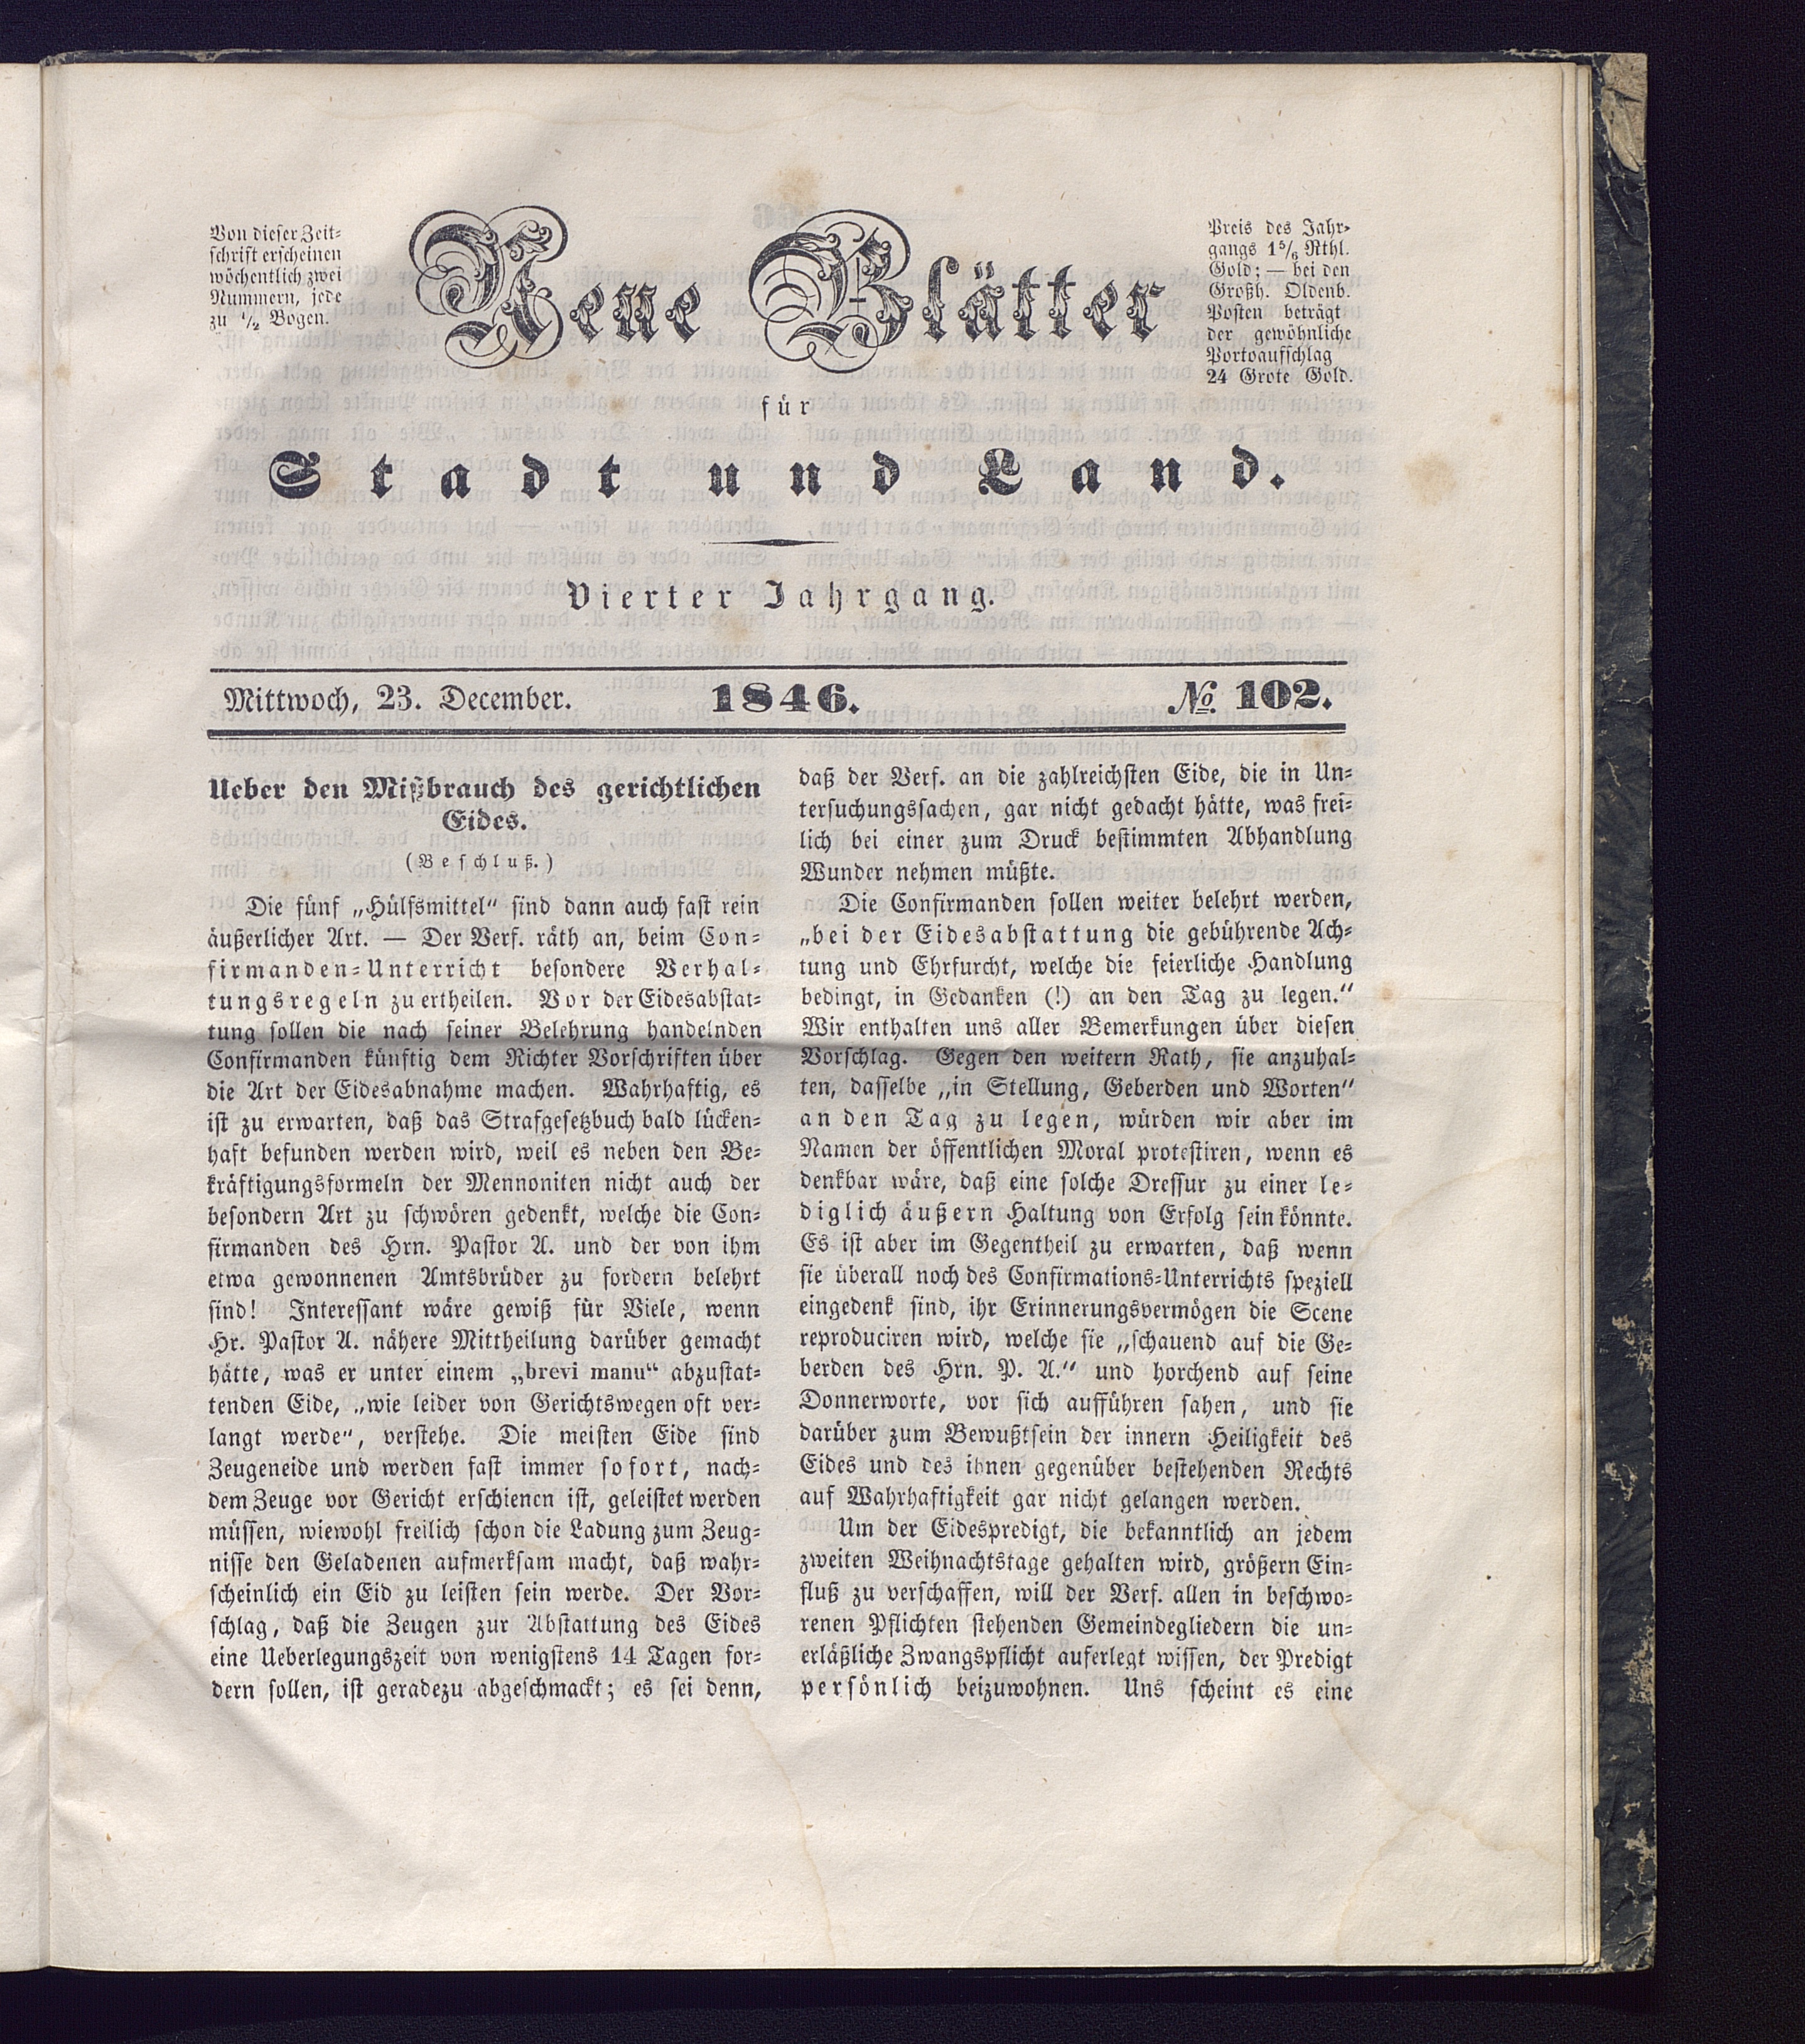 Von dieser Zeit-
schrift erscheinen
wöchentlich zwei
Nummern, jede
zu 1/2 Bogen.
Neue Blätter
Preis des Jahr-
gangs 1 5/6 Rthl.
Gold; — bei den
Großh. Oldenb.
Posten beträgt
der gewöhnliche
Portoaufschlag
24 Grote Gold.
für
Stadt und Land.
Vierter Jahrgang.
Mittwoch, 23. December. 1846. № 102.
Ueber den Mißbrauch des gerichtlichen
Eides.
(Beschluß.)
Die fünf „Hülfsmittel“ sind dann auch fast rein
äußerlicher Art. — Der Verf. räth an, beim Con-
firmanden-Unterricht besondere Verhal-
tungsregeln zu ertheilen. Vor der Eidesabstat-
tung sollen die nach seiner Belehrung handelnden
Confirmanden künftig dem Richter Vorschriften über
die Art der Eidesabnahme machen. Wahrhaftig, es
ist zu erwarten, daß das Strafgesetzbuch bald lücken-
haft befunden werden wird, weil es neben den Be-
kräftigungsformeln der Mennoniten nicht auch der
besondern Art zu schwören gedenkt, welche die Con-
firmanden des Hrn. Pastor A. und der von ihm
etwa gewonnenen Amtsbrüder zu fordern belehrt
sind! Interessant wäre gewiß für Viele, wenn
Hr. Pastor A. nähere Mittheilung darüber gemacht
hätte, was er unter einem „brevi manu“ abzustat-
tenden Eide, „wie leider von Gerichtswegen oft ver-
langt werde“, verstehe. Die meisten Eide sind
Zeugeneide und werden fast immer sofort, nach-
dem Zeuge vor Gericht erschienen ist, geleistet werden
müssen, wiewohl freilich schon die Ladung zum Zeug-
nisse den Geladenen aufmerksam macht, daß wahr-
scheinlich ein Eid zu leisten sein werde. Der Vor-
schlag, daß die Zeugen zur Abstattung des Eides
eine Ueberlegungszeit von wenigstens 14 Tagen for-
dern sollen, ist geradezu abgeschmackt; es sei denn,
daß der Verf. an die zahlreichsten Eide, die in Un-
tersuchungssachen, gar nicht gedacht hätte, was frei-
lich bei einer zum Druck bestimmten Abhandlung
Wunder nehmen müßte.
Die Confirmanden sollen weiter belehrt werden,
„bei der Eidesabstattung die gebührende Ach-
tung und Ehrfurcht, welche die feierliche Handlung
bedingt, in Gedanken (!) an den Tag zu legen.“
Wir enthalten uns aller Bemerkungen über diesen
Vorschlag. Gegen den weitern Rath, sie anzuhal-
ten, dasselbe „in Stellung, Geberden und Worten“
an den Tag zu legen, würden wir aber im
Namen der öffentlichen Moral protestiren, wenn es
denkbar wäre, daß eine solche Dressur zu einer le-
diglich äußern Haltung von Erfolg sein könnte.
Es ist aber im Gegentheil zu erwarten, daß wenn
sie überall noch des Confirmations-Unterrichts speziell
eingedenk sind, ihr Erinnerungsvermögen die Scene
reproduciren wird, welche sie „schauend auf die Ge-
berden des Hrn. P. A.“ und horchend auf seine
Donnerworte, vor sich aufführen sahen, und sie
darüber zum Bewußtsein der innern Heiligkeit des
Eides und des ihnen gegenüber bestehenden Rechts
auf Wahrhaftigkeit gar nicht gelangen werden.
Um der Eidespredigt, die bekanntlich an jedem
zweiten Weihnachtstage gehalten wird, größern Ein-
fluß zu verschaffen, will der Verf. allen in beschwo-
renen Pflichten stehenden Gemeindegliedern die un-
erläßliche Zwangspflicht auferlegt wissen, der Predigt
persönlich beizuwohnen. Uns scheint es eine